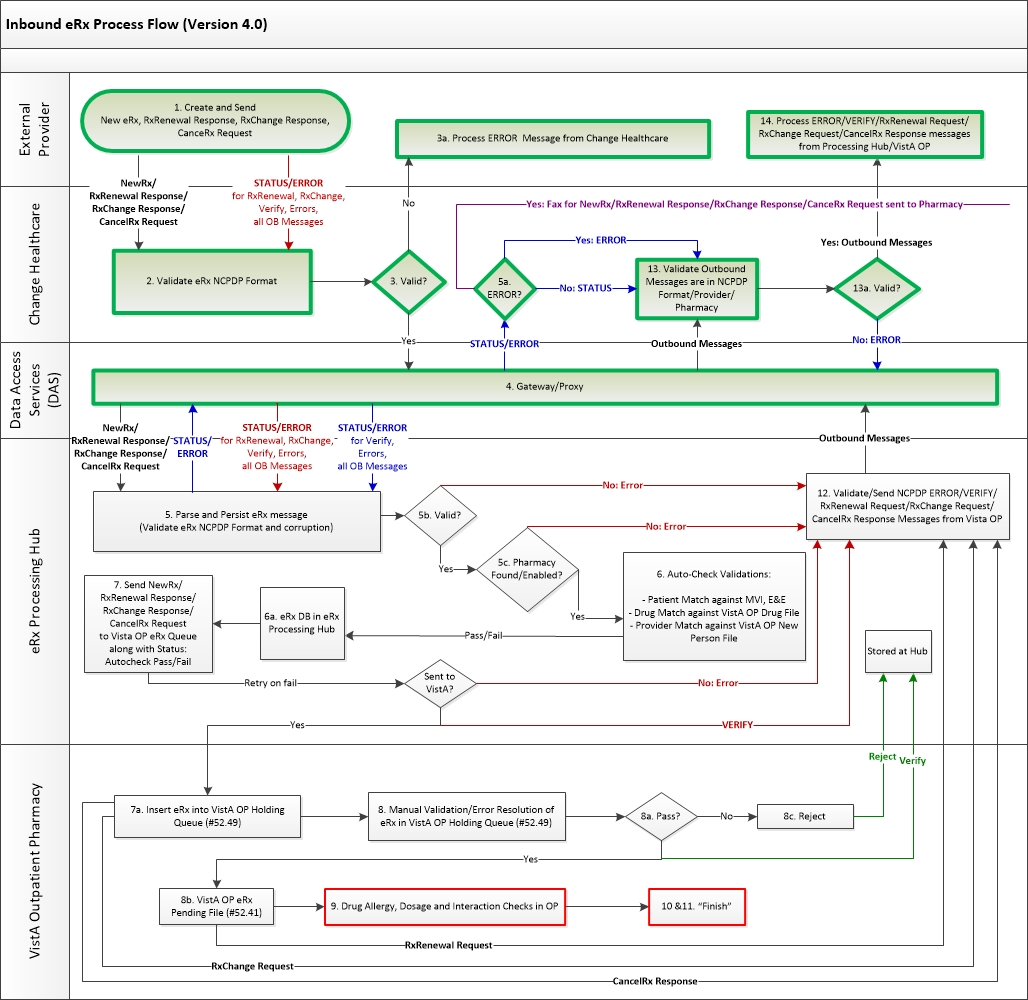 Inbound eRx Process Flow (Version 4.0)
External
Provider
1. Create and Send
New eRx, RxRenewal Response, RxChange Response,
CanceRx Request
3a. Process ERROR  Message from Change Healthcare
14. Process ERROR/VERIFY/RxRenewal Request/
RxChange Request/CancelRx Response messages
from Processing Hub/VistA OP
NewRx/
RxRenewal Response/
RxChange Response/
CancelRx Request
STATUS/ERROR
for RxRenewal, RxChange,
Verify, Errors,
all OB Messages
No
Yes: Fax for NewRx/RxRenewal Response/RxChange Response/CanceRx Request sent to Pharmacy
Change Healthcare
Yes: ERROR
Yes: Outbound Messages
2. Validate eRx NCPDP Format
3. Valid?
5a.
ERROR?
No: STATUS
13. Validate Outbound
Messages are in NCPDP
Format/Provider/
Pharmacy
13a. Valid?
Yes
STATUS/ERROR
Outbound Messages
No: ERROR
Data Access
Services
(DAS)
4. Gateway/Proxy
NewRx/
RxRenewal Response/
RxChange Response/
CancelRx Request
STATUS/
ERROR
STATUS/ERROR
for RxRenewal, RxChange,
Verify, Errors,
all OB Messages
STATUS/ERROR
for Verify,
Errors,
all OB Messages
Outbound Messages
eRx Processing Hub
5. Parse and Persist eRx message
(Validate eRx NCPDP Format and corruption)
5b. Valid?
No: Error
12. Validate/Send NCPDP ERROR/VERIFY/
RxRenewal Request/RxChange Request/
CancelRx Response Messages from Vista OP
No: Error
Yes
5c. Pharmacy
Found/Enabled?
Yes
6. Auto-Check Validations:
- Patient Match against MVI, E&E
- Drug Match against VistA OP Drug File
- Provider Match against VistA OP New
Person File
7. Send NewRx/
RxRenewal Response/
RxChange Response/
CancelRx Request
to Vista OP eRx Queue
along with Status:
Autocheck Pass/Fail
6a. eRx DB in eRx
Processing Hub
Pass/Fail
Stored at Hub
Retry on fail
Sent to
VistA?
No: Error
Yes
VERIFY
VistA Outpatient Pharmacy
Reject
Verify
7a. Insert eRx into VistA OP Holding
Queue (#52.49)
8. Manual Validation/Error Resolution of
eRx in VistA OP Holding Queue (#52.49)
8a. Pass?
No
8c. Reject
Yes
8b. VistA OP eRx
Pending File (#52.41)
9. Drug Allergy, Dosage and Interaction Checks in OP
10 &11. “Finish”
RxRenewal Request
RxChange Request
CancelRx Response